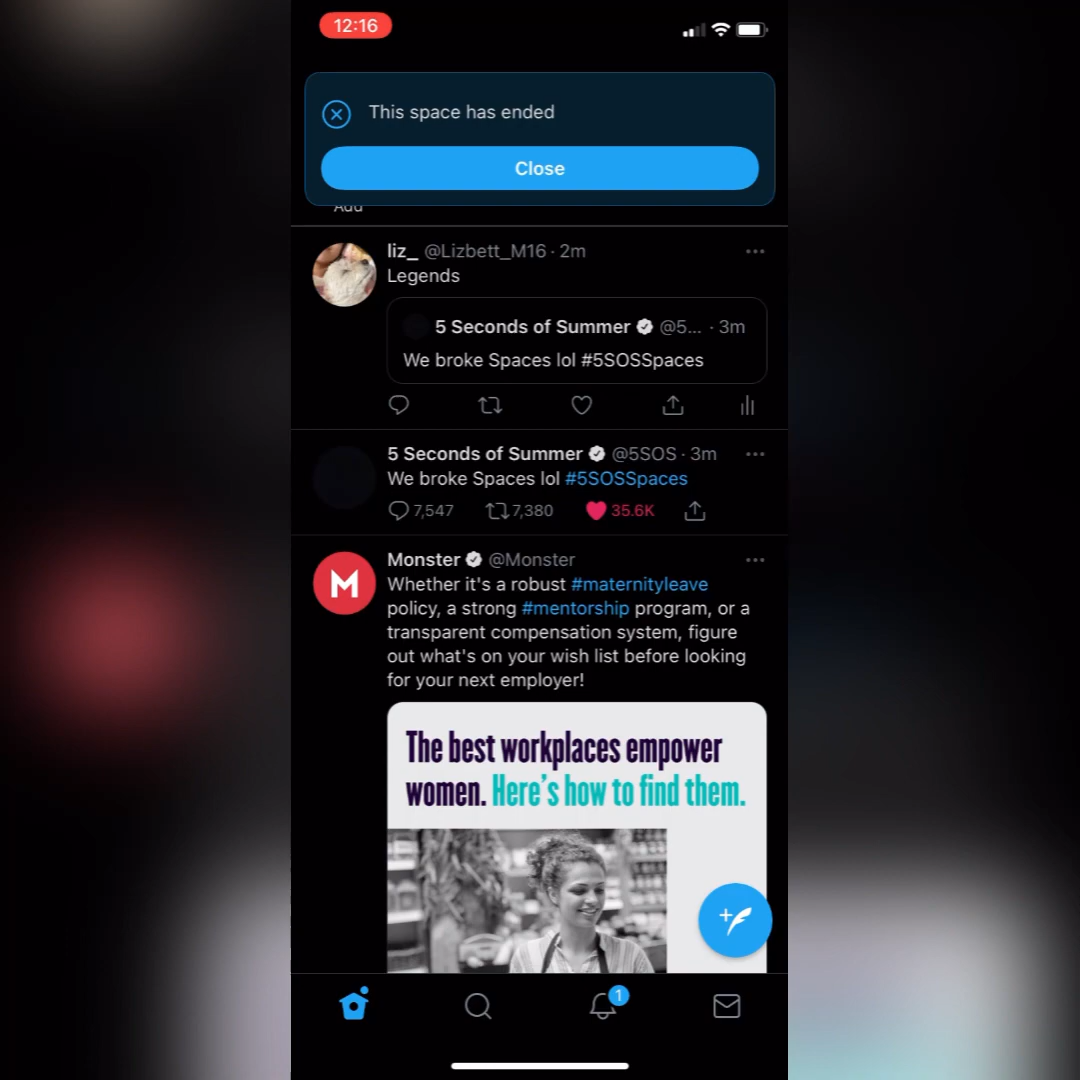 12:16
This space has ended
Close
Add
liz_ @Lizbett_M16 · 2m
Legends
5 Seconds of Summer @5... · 3m
We broke Spaces lol #5SOSSpaces
5 Seconds of Summer @5SOS · 3m
We broke Spaces lol #5SOSSpaces
7,547 7,380 35.6K
Monster @Monster
Whether it's a robust #maternityleave
policy, a strong #mentorship program, or a
transparent compensation system, figure
out what's on your wish list before looking
for your next employer!
M
The best workplaces empower
women. Here's how to find them.
1